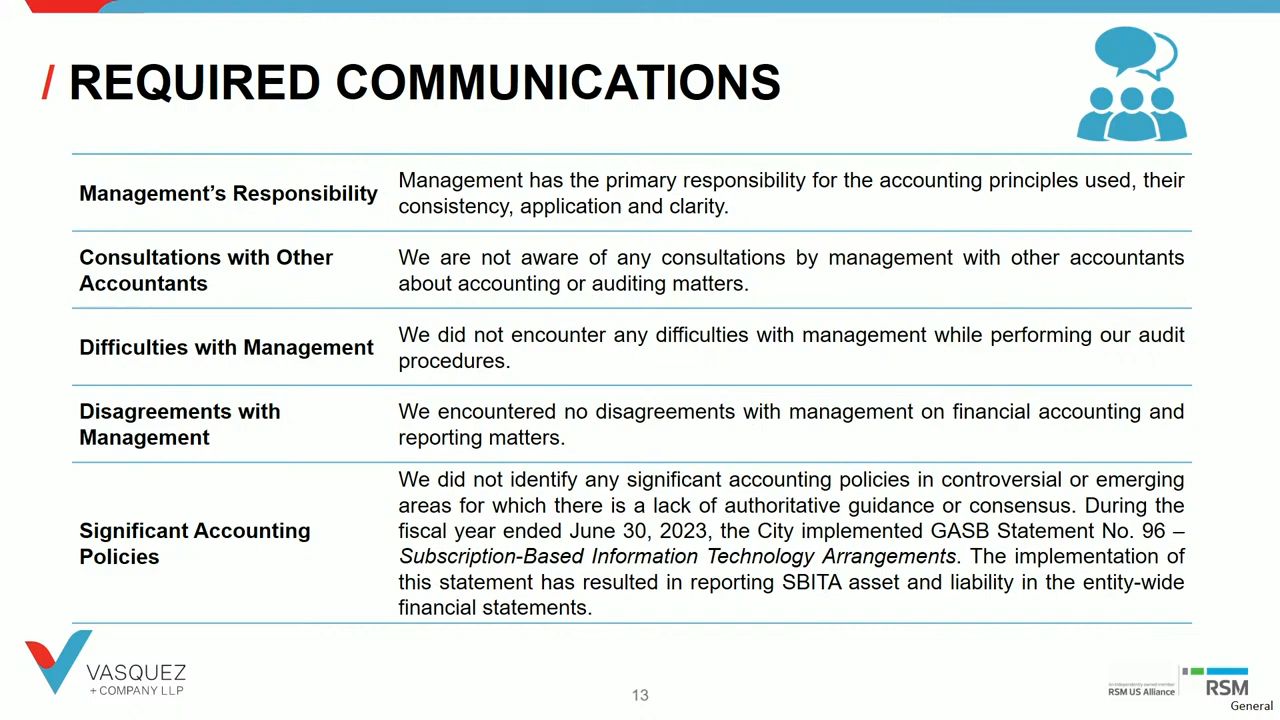 / REQUIRED COMMUNICATIONS
Management’s Responsibility
Management has the primary responsibility for the accounting principles used, their
consistency, application and clarity.
Consultations with Other
Accountants
We are not aware of any consultations by management with other accountants
about accounting or auditing matters.
Difficulties with Management
We did not encounter any difficulties with management while performing our audit
procedures.
Disagreements with
Management
We encountered no disagreements with management on financial accounting and
reporting matters.
Significant Accounting
Policies
We did not identify any significant accounting policies in controversial or emerging
areas for which there is a lack of authoritative guidance or consensus. During the
fiscal year ended June 30, 2023, the City implemented GASB Statement No. 96 –
Subscription-Based Information Technology Arrangements. The implementation of
this statement has resulted in reporting SBITA asset and liability in the entity-wide
financial statements.
VASQUEZ
+ COMPANY LLP
13
An independently owned member
RSM US Alliance
RSM
General